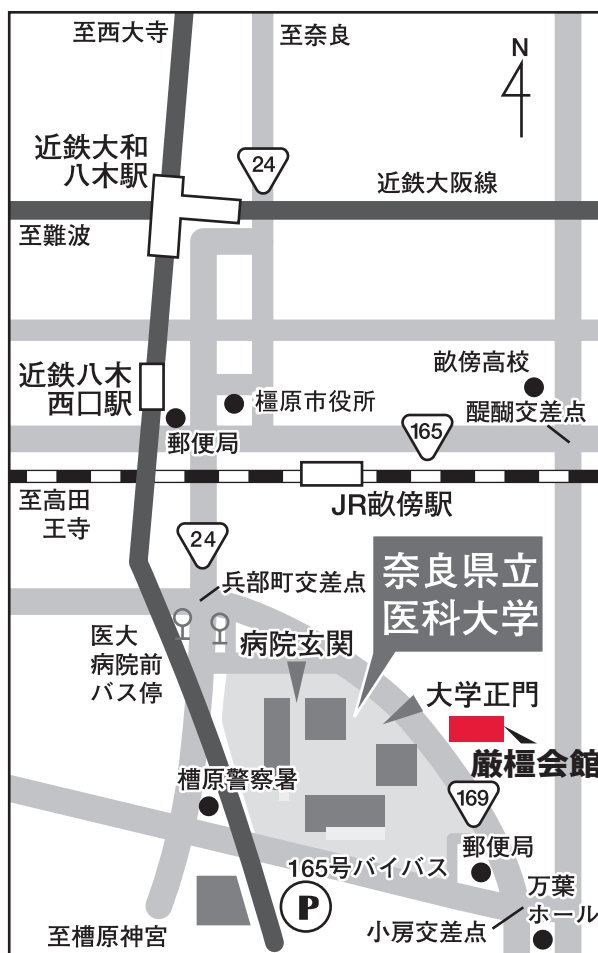 至西大寺
至奈良
N
近鉄大和
八木駅
24
近鉄大阪線
至難波
畝傍高校
近鉄八木
西口駅
橿原市役所
醍醐交差点
165
郵便局
至高田
王寺
JR畝傍駅
24
兵部町交差点
奈良県立
医科大学
医大
病院前
バス停
病院玄関
大学正門
厳橿会館
槽原警察署
169
郵便局
165号バイバス
万葉
ホール
P
小房交差点
至槽原神宮